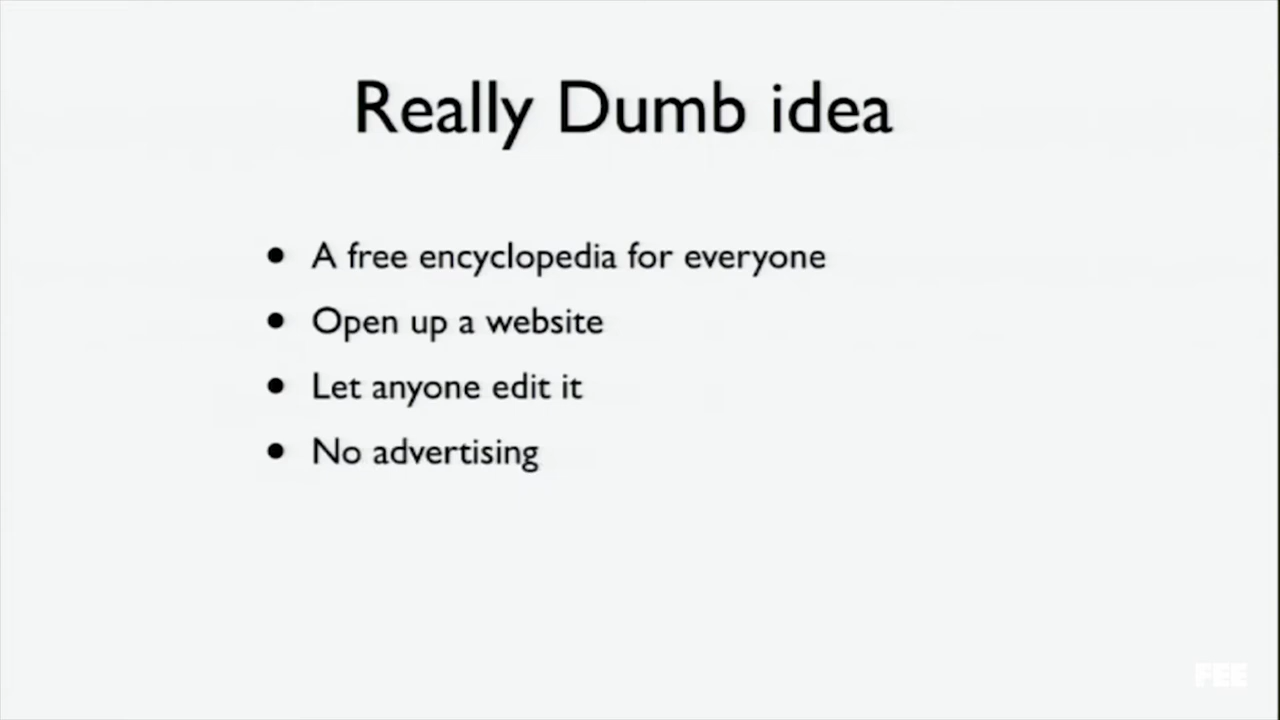 Really Dumb idea
• A free encyclopedia for everyone
• Open up a website
• Let anyone edit it
• No advertising
FEE